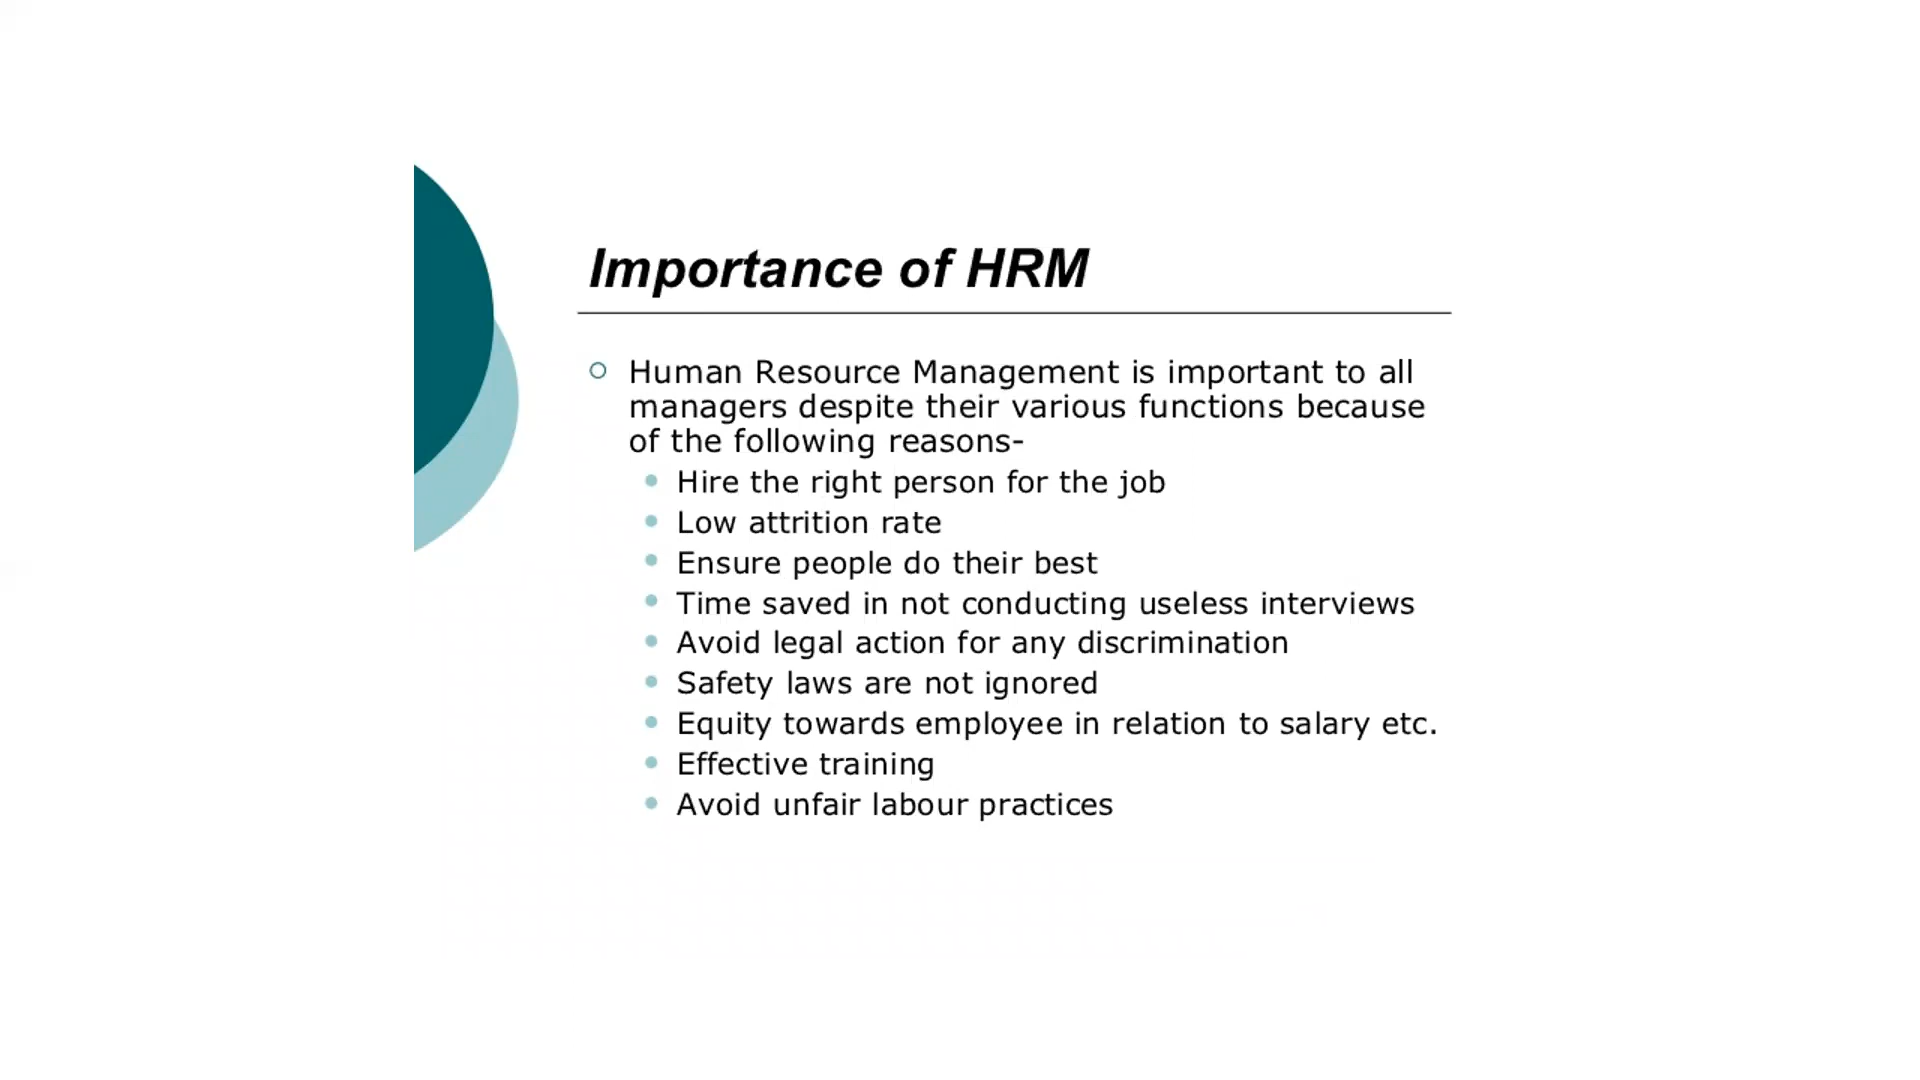 Importance of HRM
Human Resource Management is important to all
managers despite their various functions because
of the following reasons-
Hire the right person for the job
Low attrition rate
Ensure people do their best
Time saved in not conducting useless interviews
Avoid legal action for any discrimination
Safety laws are not ignored
Equity towards employee in relation to salary etc.
Effective training
Avoid unfair labour practices